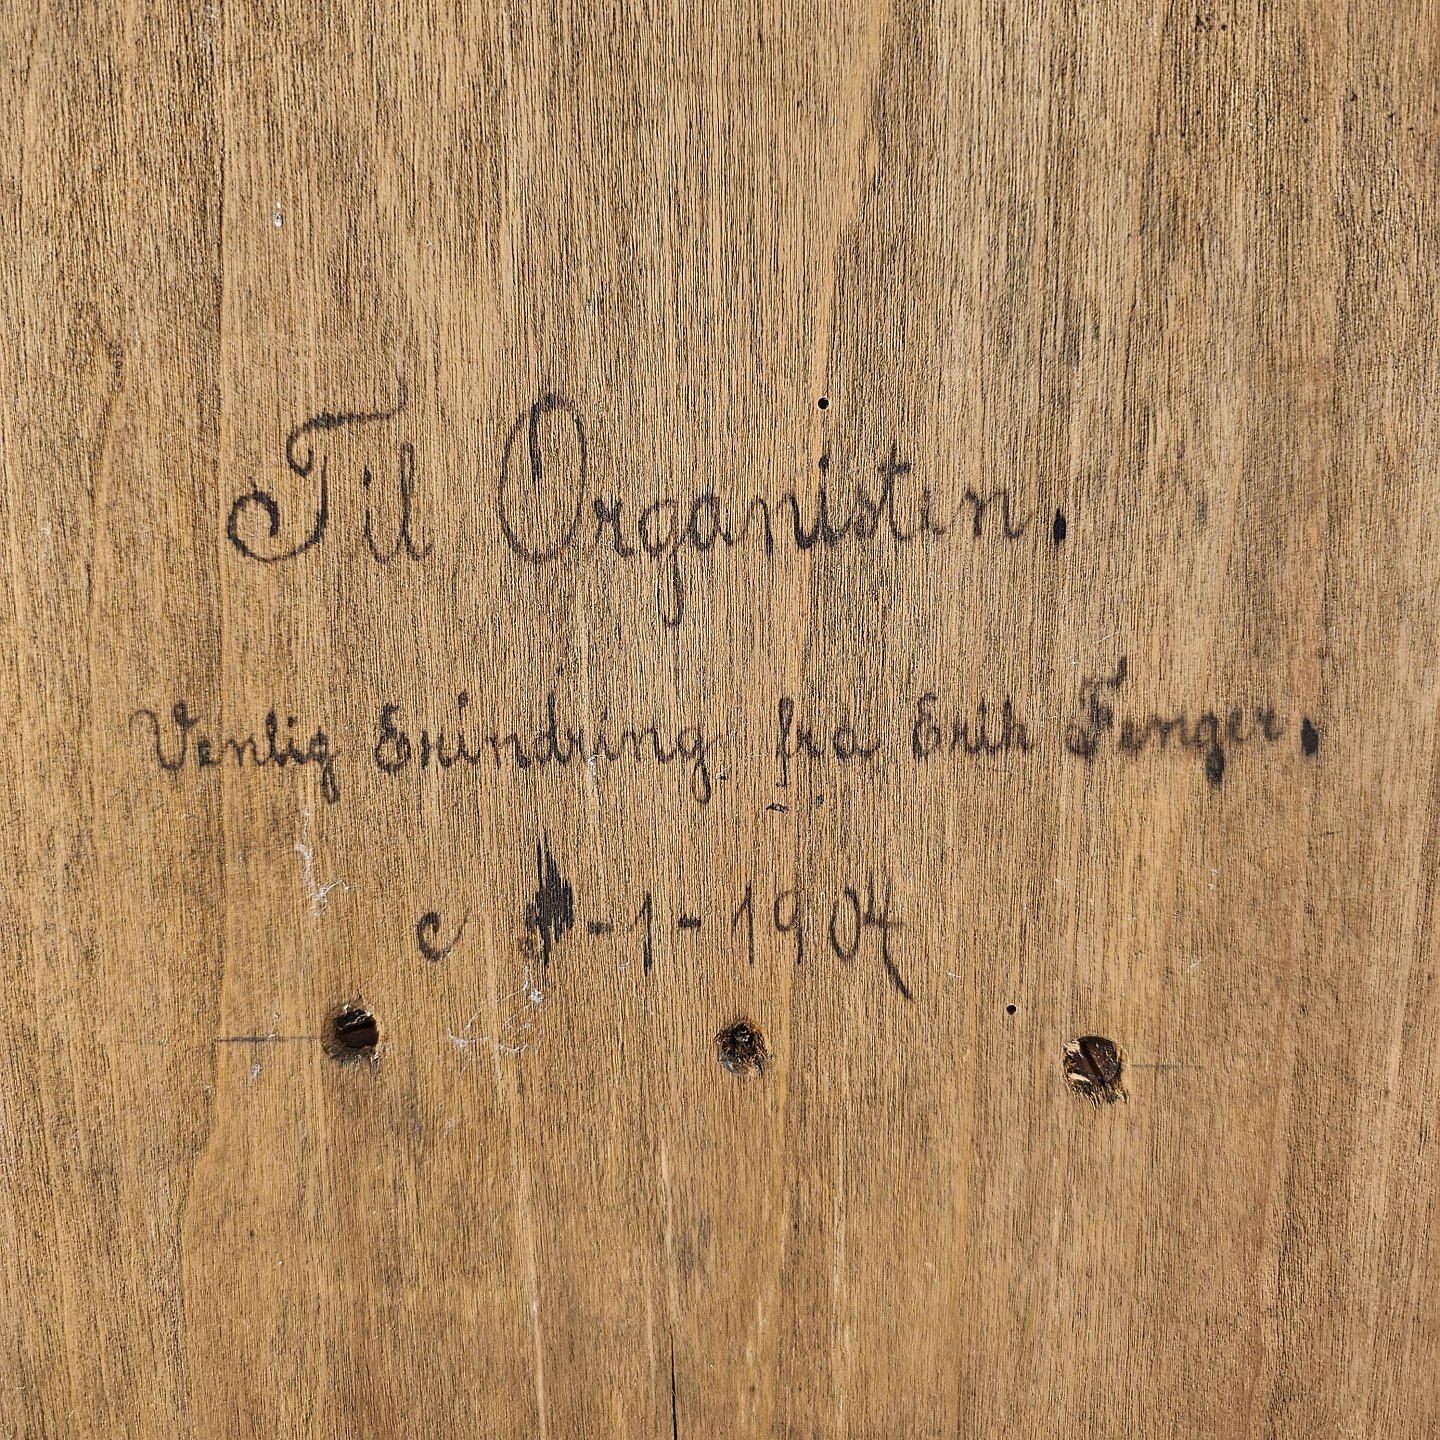 Til Organisten.
Venlig Erindring fra Erik Fenger.
-1-1904